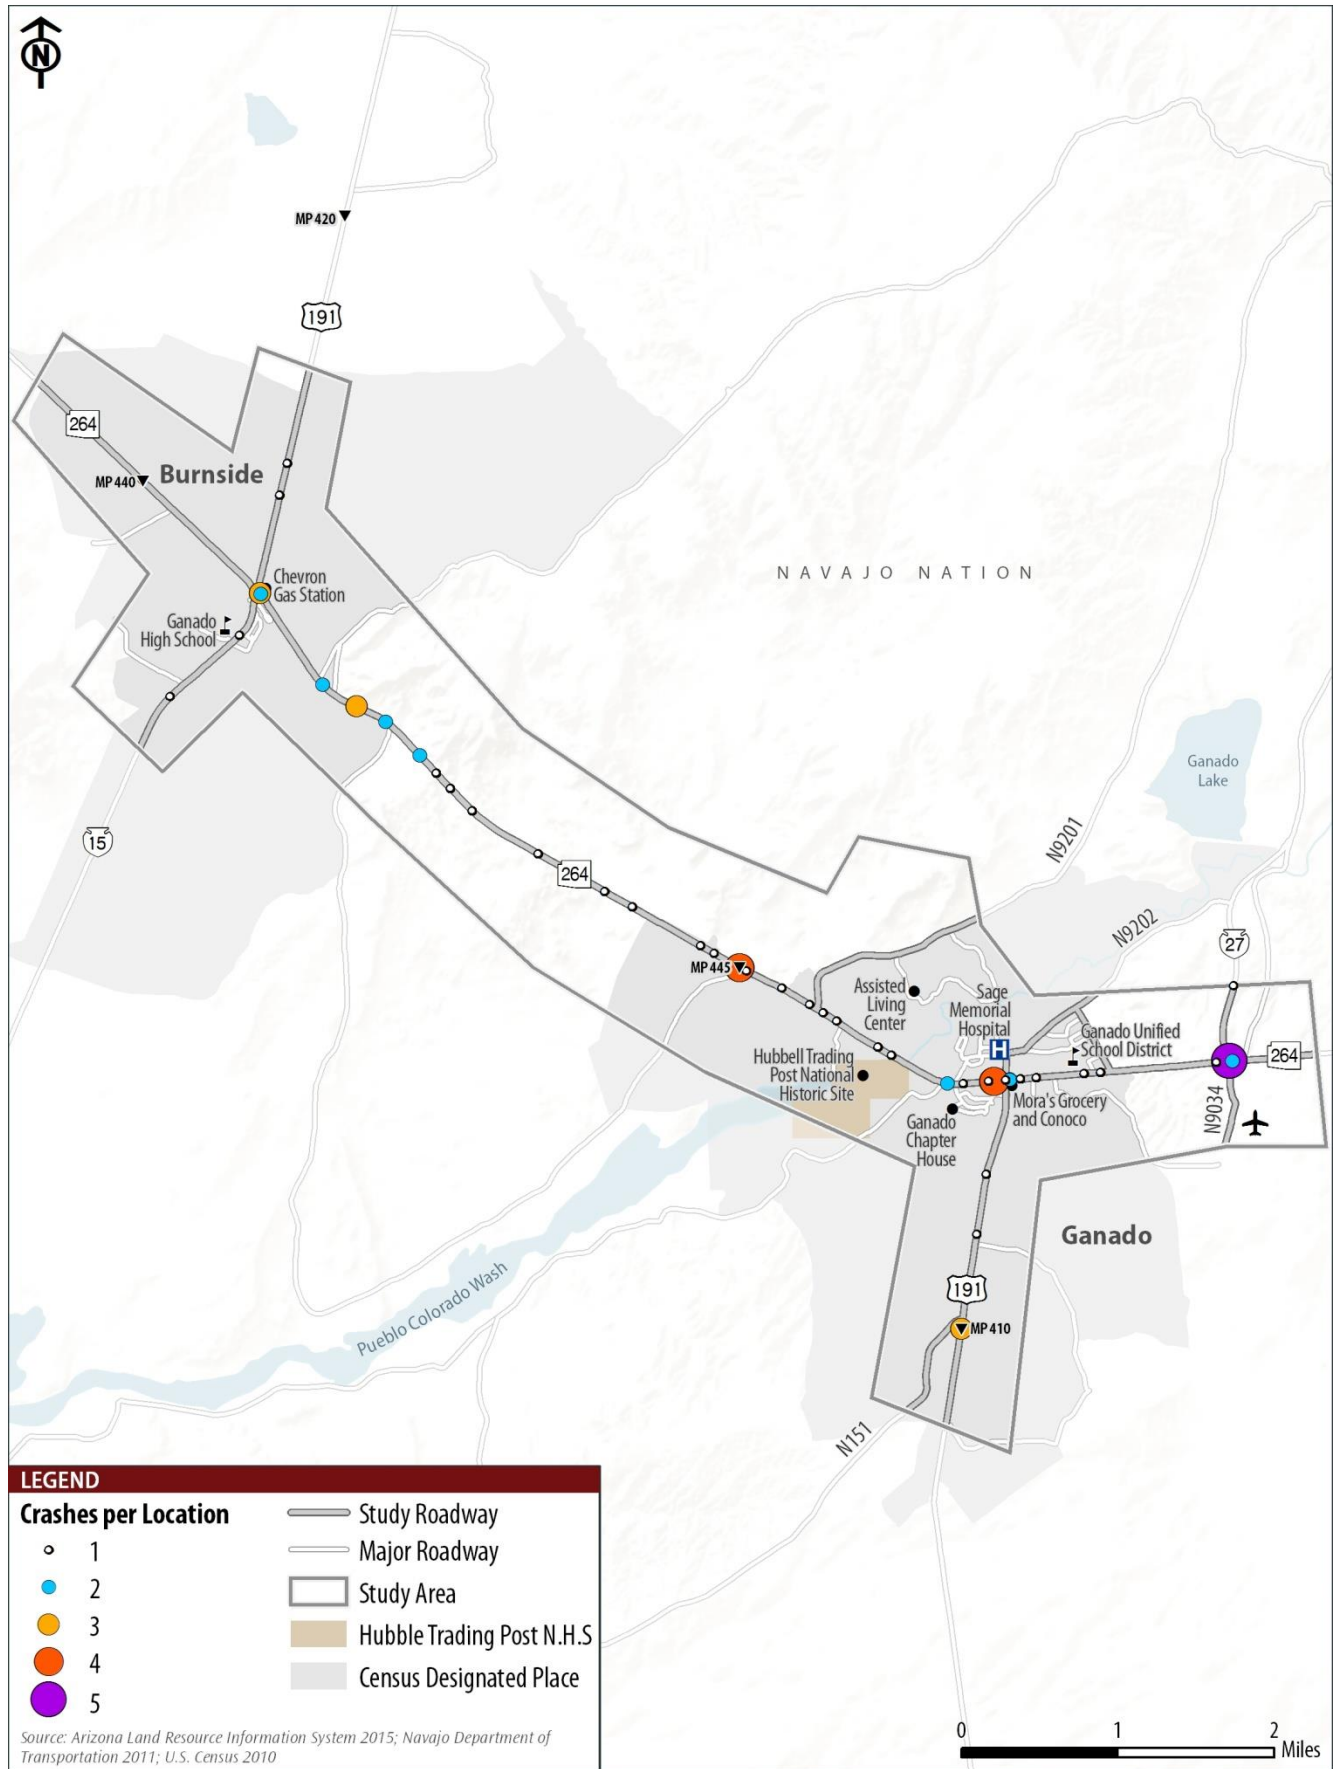 N
MP 420
191
264
Burnside
MP 440
NAVAJO NATION
Chevron
Gas Station
Ganado
High School
Ganado
Lake
15
N9201
264
N9202
27
MP 445
Assisted
Living
Center
Sage
Memorial
Hospital
H
Ganado Unified
School District
264
Hubbell Trading
Post National
Historic Site
Mora's Grocery
and Conoco
N9034
Ganado
Chapter
House
Ganado
Pueblo Colorado Wash
191
MP 410
N151
LEGEND
Crashes per Location
1
2
3
4
5
Study Roadway
Major Roadway
Study Area
Hubble Trading Post N.H.S
Census Designated Place
Source: Arizona Land Resource Information System 2015; Navajo Department of
Transportation 2011; U.S. Census 2010
0 1 2
Miles